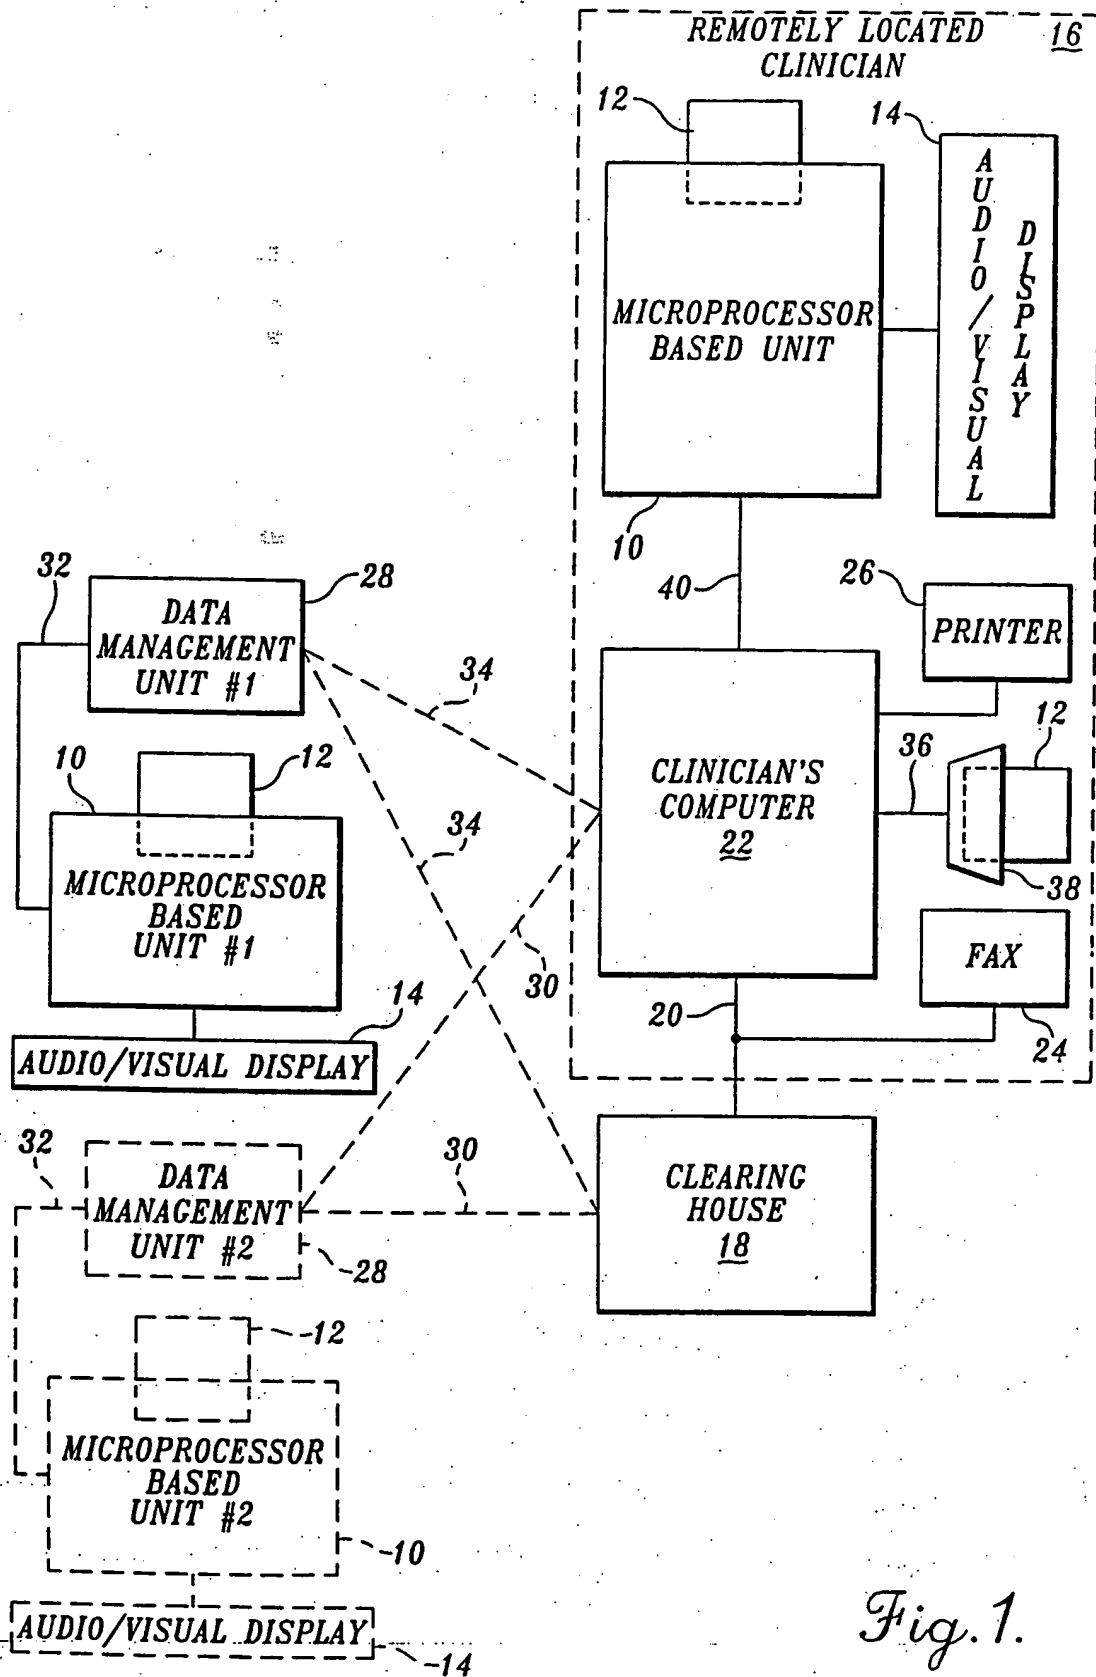 REMOTELY LOCATED
CLINICIAN
16
12
14
AUDIO/VISUAL
DISPLAY
MICROPROCESSOR
BASED UNIT
10
40
26
PRINTER
32
28
DATA
MANAGEMENT
UNIT #1
34
12
36
CLINICIAN'S
COMPUTER
22
38
10
12
34
MICROPROCESSOR
BASED
UNIT #1
30
FAX
20
24
14
AUDIO/VISUAL DISPLAY
32
30
DATA
MANAGEMENT
UNIT #2
28
CLEARING
HOUSE
18
12
MICROPROCESSOR
BASED
UNIT #2
10
AUDIO/VISUAL DISPLAY
14
Fig.1.